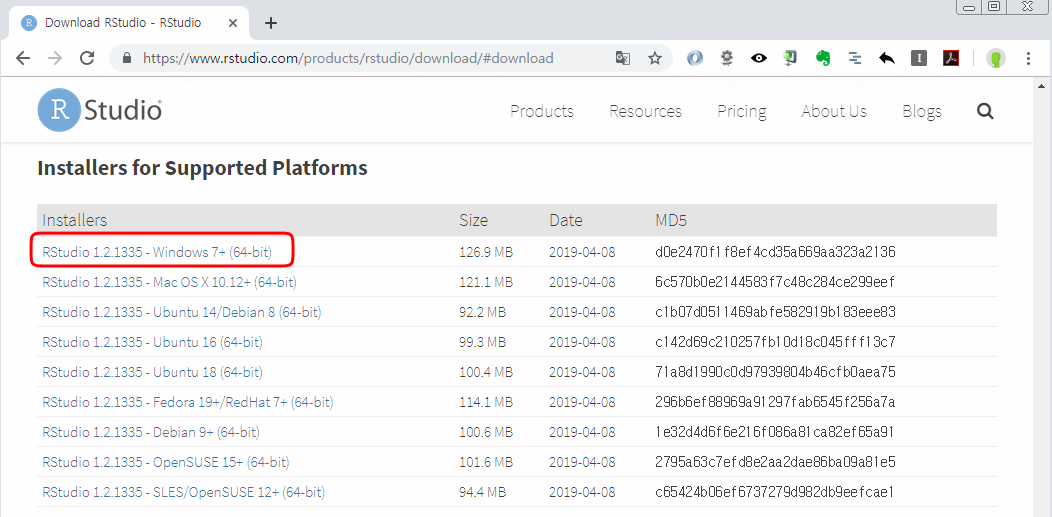 Download RStudio - RStudio
https://www.rstudio.com/products/rstudio/download/#download
R Studio
Products Resources Pricing About Us Blogs
Installers for Supported Platforms
Installers Size Date MD5
RStudio 1.2.1335 - Windows 7+ (64-bit) 126.9 MB 2019-04-08 d0e2470f1f8ef4cd35a669aa323a2136
RStudio 1.2.1335 - Mac OS X 10.12+ (64-bit) 121.1 MB 2019-04-08 6c570b0e2144583f7c48c284ce299eef
RStudio 1.2.1335 - Ubuntu 14/Debian 8 (64-bit) 92.2 MB 2019-04-08 c1b07d0511469abfe582919b183eee83
RStudio 1.2.1335 - Ubuntu 16 (64-bit) 99.3 MB 2019-04-08 c142d69c210257fb10d18c045fff13c7
RStudio 1.2.1335 - Ubuntu 18 (64-bit) 100.4 MB 2019-04-08 71a8d1990c0d97939804b46cfb0aea75
RStudio 1.2.1335 - Fedora 19+/RedHat 7+ (64-bit) 114.1 MB 2019-04-08 296b6ef88969a91297fab6545f256a7a
RStudio 1.2.1335 - Debian 9+ (64-bit) 100.6 MB 2019-04-08 1e32d4d6f6e216f086a81ca82ef65a91
RStudio 1.2.1335 - OpenSUSE 15+ (64-bit) 101.6 MB 2019-04-08 2795a63c7efd8e2aa2dae86ba09a81e5
RStudio 1.2.1335 - SLES/OpenSUSE 12+ (64-bit) 94.4 MB 2019-04-08 c65424b06ef6737279d982db9eefcae1